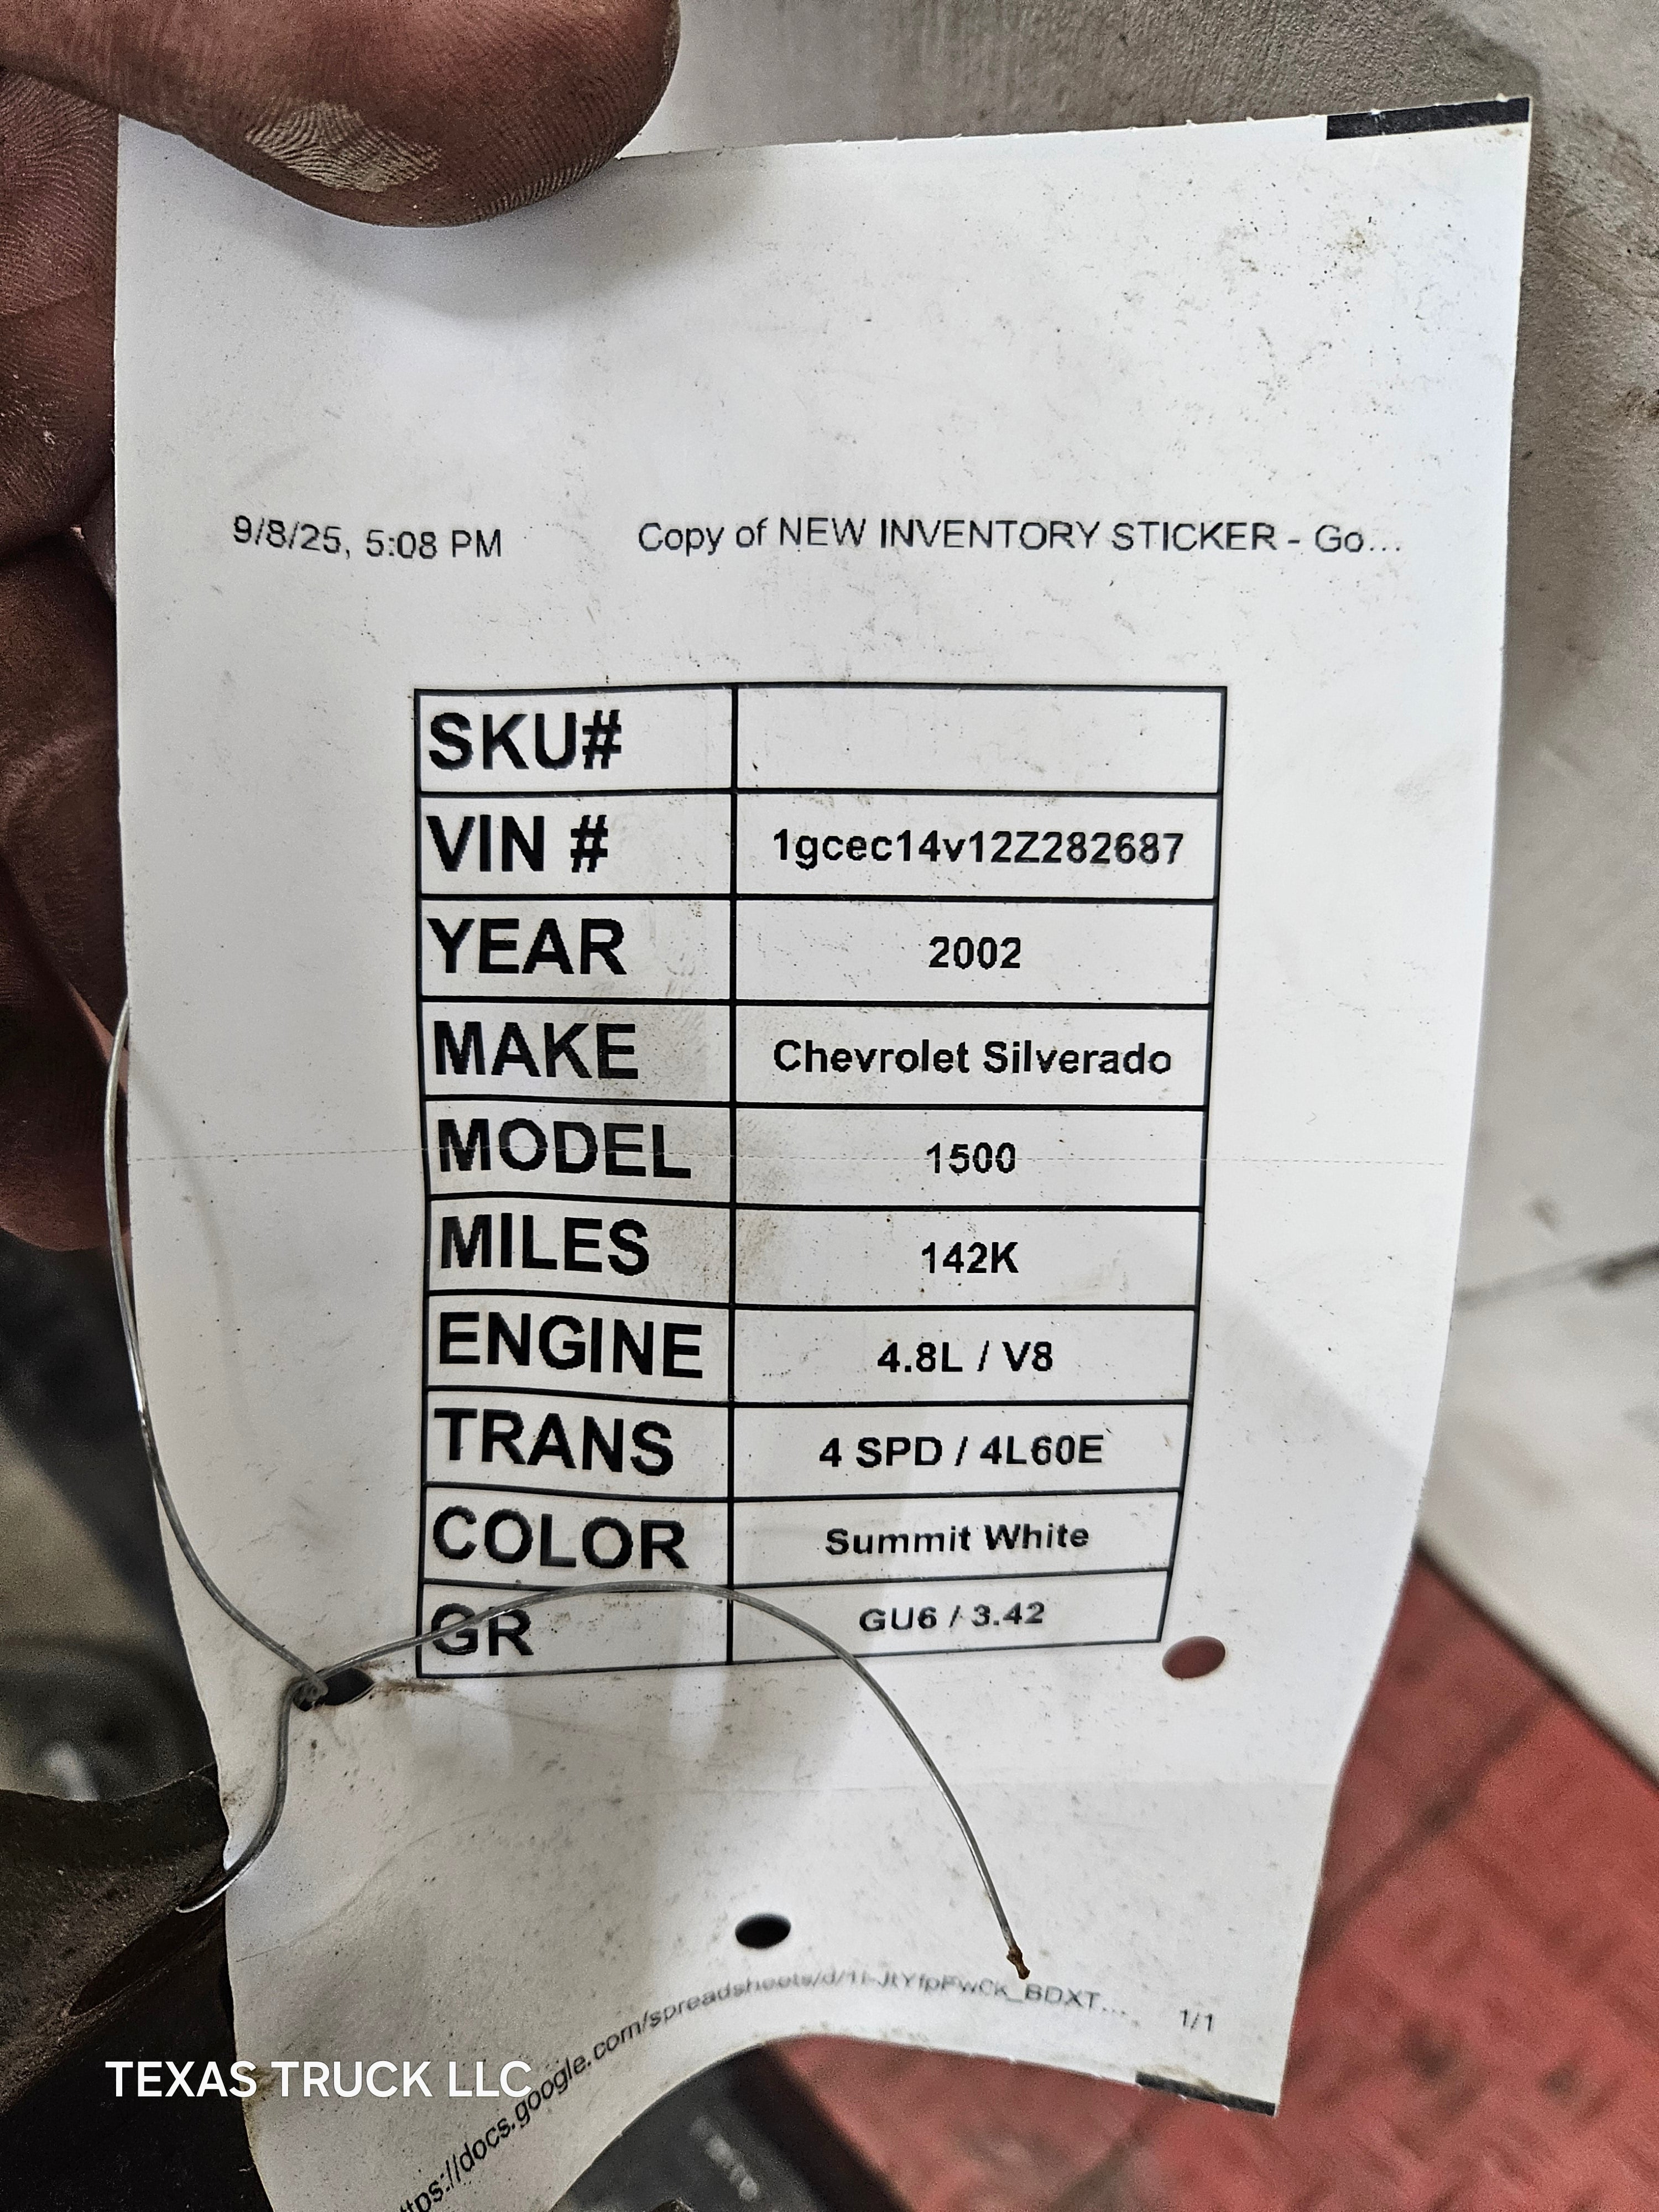 9/8/25, 5:08 PM Copy of NEW INVENTORY STICKER - Go...
SKU#
VIN # 1gcec14v12Z282687
YEAR 2002
MAKE Chevrolet Silverado
MODEL 1500
MILES 142K
ENGINE 4.8L / V8
TRANS 4 SPD / 4L60E
COLOR Summit White
GR GU6 / 3.42
1/1
TEXAS TRUCK LLC